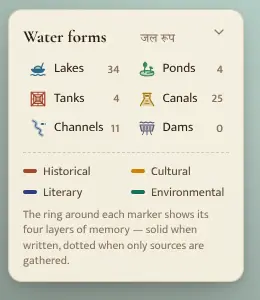 Water forms जल रूप
Lakes 34 Ponds 4
Tanks 4 Canals 25
Channels 11 Dams 0
Historical Cultural
Literary Environmental
The ring around each marker shows its
four layers of memory — solid when
written, dotted when only sources are
gathered.